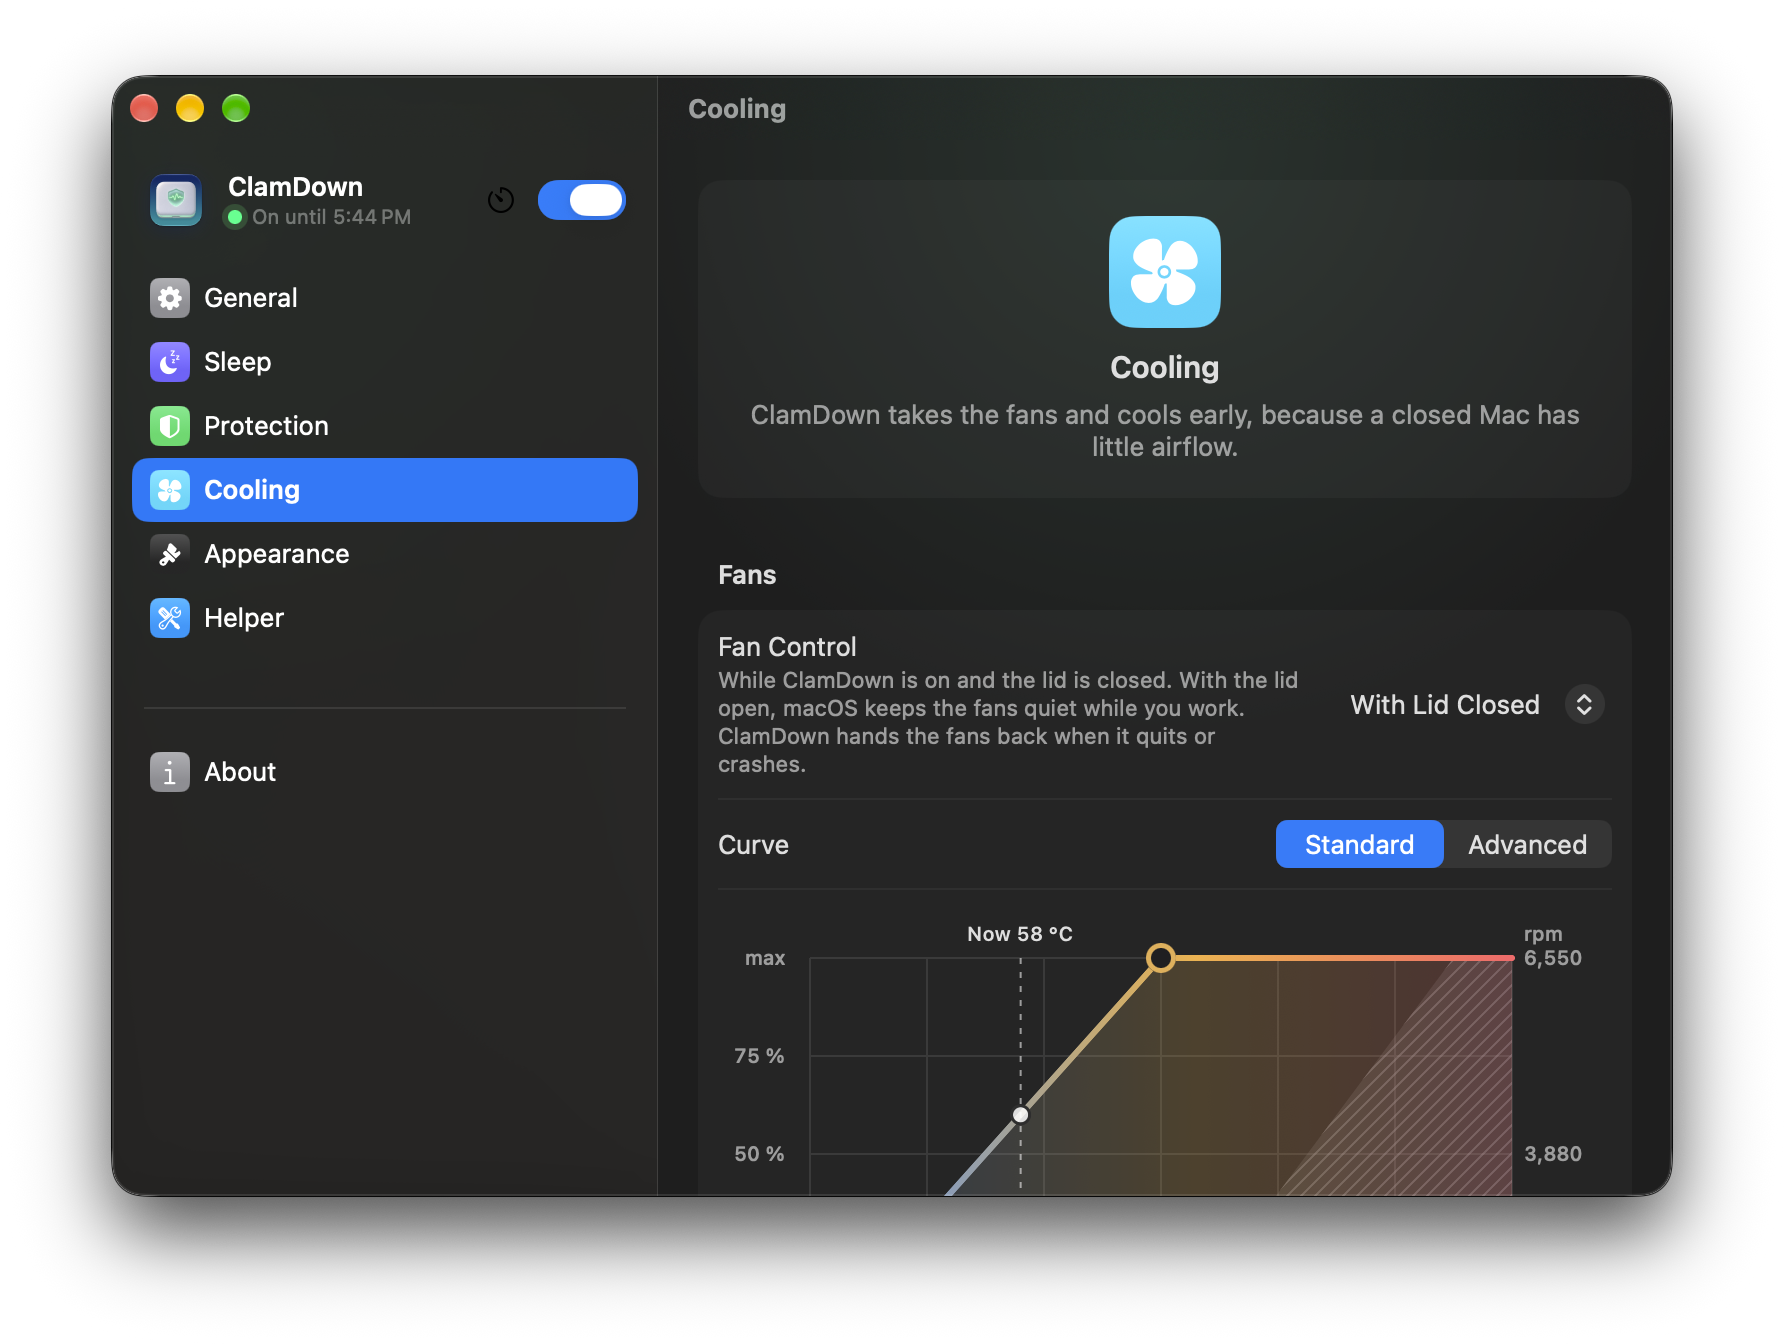 Cooling
ClamDown
On until 5:44 PM
General
Sleep
Protection
Cooling
Appearance
Helper
About
Cooling
ClamDown takes the fans and cools early, because a closed Mac has
little airflow.
Fans
Fan Control
While ClamDown is on and the lid is closed. With the lid
open, macOS keeps the fans quiet while you work.
ClamDown hands the fans back when it quits or
crashes.
With Lid Closed
Curve
Standard
Advanced
Now 58 °C
rpm
max
6,550
75 %
50 %
3,880